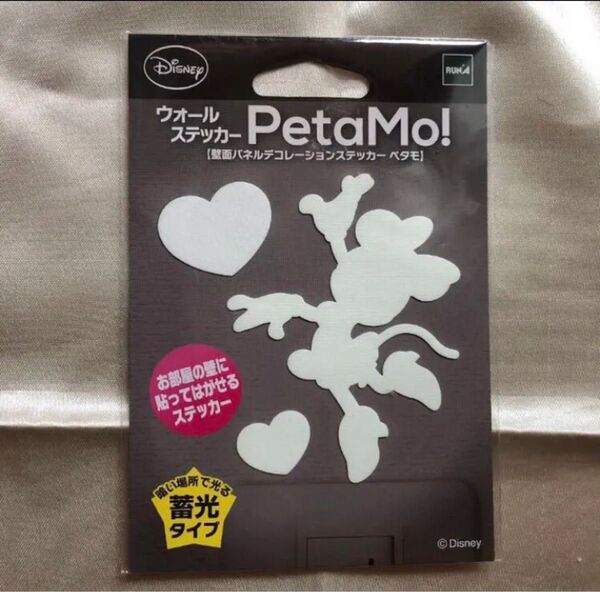 Disney
RUN'A
ウォール
ステッカー PetaMo!
【壁面パネルデコレーションステッカー ペタモ】
お部屋の壁に
貼ってはがせる
ステッカー
暗い場所で光る
蓄光
タイプ
© Disney